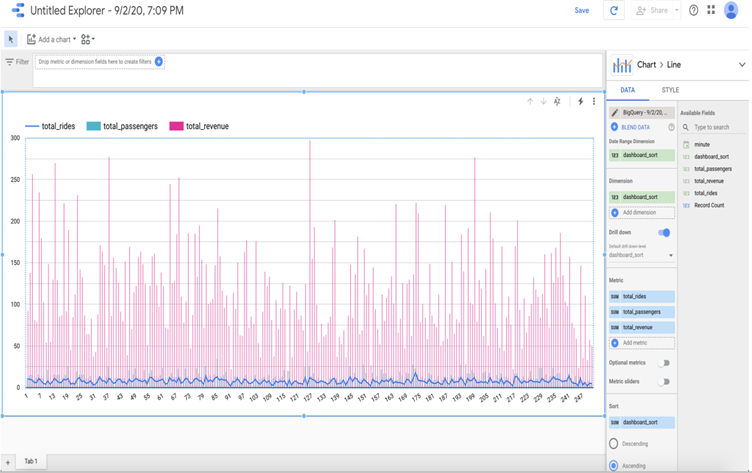 Untitled Explorer - 9/2/20, 7:09 PM
Save
Share
Add a chart
Filter
Drop metric or dimension fields here to create filters
total_rides total_passengers total_revenue
300
250
200
150
100
50
0
1 7 13 19 25 31 37 43 49 55 61 67 73 79 85 91 97 103 109 115 121 127 133 139 145 151 157 163 169 175 181 187 193 199 205 211 217 223 229 235 241 247
Tab 1
Chart > Line
DATA STYLE
BigQuery - 9/2/20, ...
BLEND DATA
Date Range Dimension
123 dashboard_sort
Dimension
123 dashboard_sort
Add dimension
Drill down
Default drill down level
dashboard_sort
Metric
SUM total_rides
SUM total_passengers
SUM total_revenue
Add metric
Optional metrics
Metric sliders
Sort
SUM dashboard_sort
Descending
Ascending
Available Fields
Type to search
minute
123 dashboard_sort
123 total_passengers
123 total_revenue
123 total_rides
123 Record Count